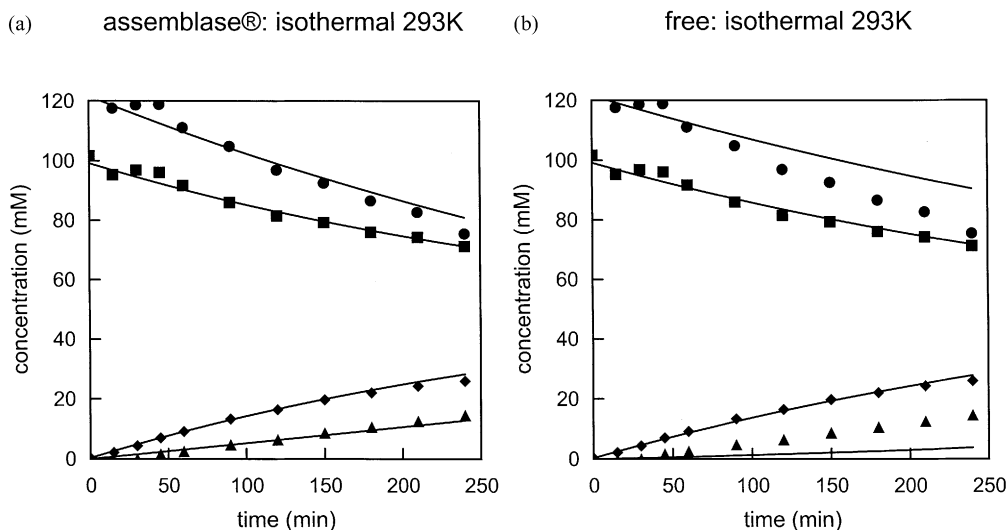 (a) assemblase®: isothermal 293K
120
100
80
60
40
20
0
concentration (mM)
0 50 100 150 200 250
time (min)
(b) free: isothermal 293K
120
100
80
60
40
20
0
concentration (mM)
0 50 100 150 200 250
time (min)